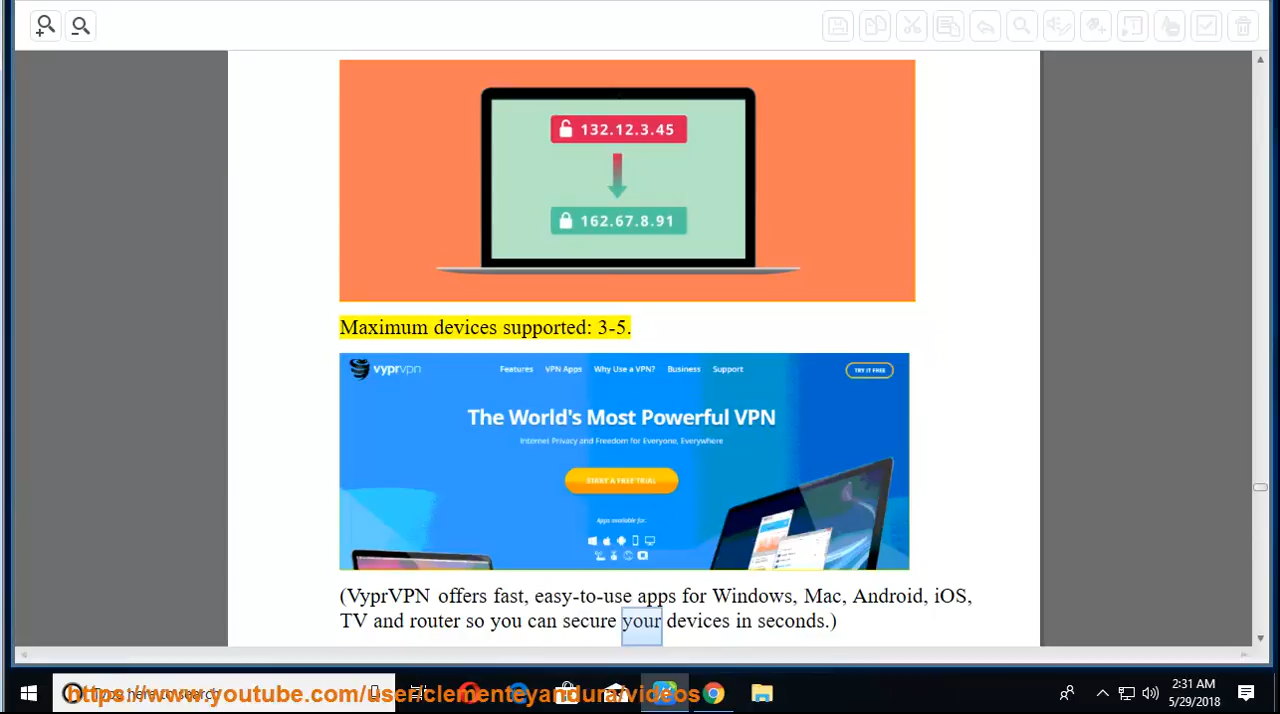 132.12.3.45
162.67.8.91
Maximum devices supported: 3-5.
vyprvpn Features VPN Apps Why Use a VPN? Business Support TRY IT FREE
The World's Most Powerful VPN
Internet Privacy and Freedom for Everyone, Everywhere
START A FREE TRIAL
Apps available for:
(VyprVPN offers fast, easy-to-use apps for Windows, Mac, Android, iOS,
TV and router so you can secure your devices in seconds.)
Type here to search
https://www.youtube.com/user/clementeyandura/videos
2:31 AM
5/29/2018